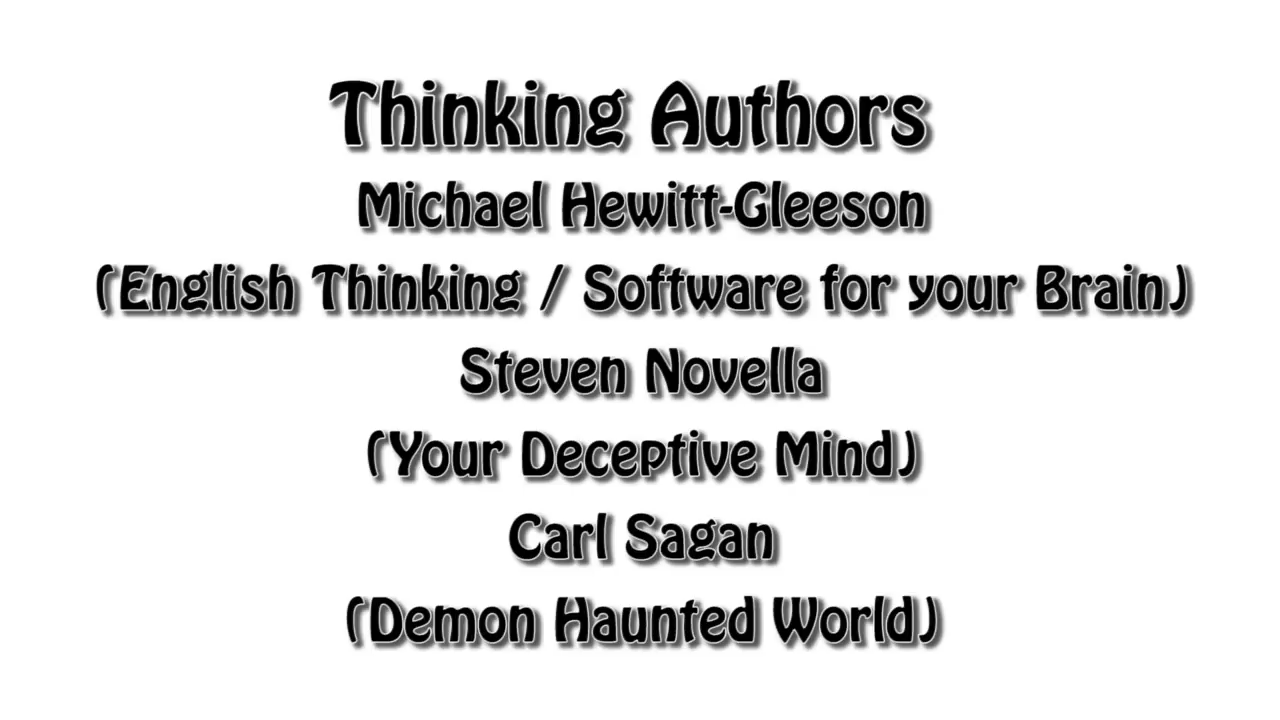 Thinking Authors
Michael Hewitt-Gleeson
(English Thinking / Software for your Brain)
Steven Novella
(Your Deceptive Mind)
Carl Sagan
(Demon Haunted World)